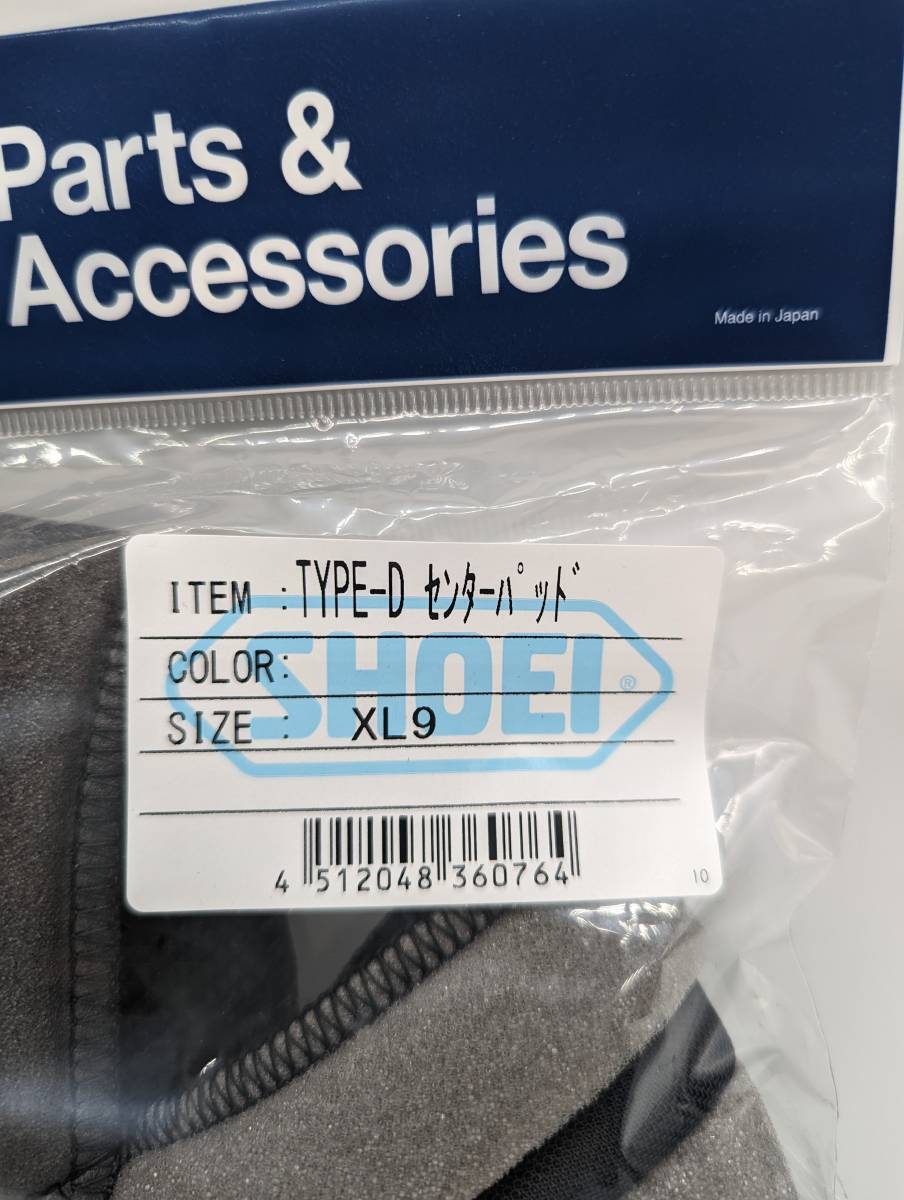 Parts &
Accessories
Made in Japan
ITEM :TYPE-D ｾﾝﾀｰﾊﾟｯﾄﾞ
COLOR:
SHOEI®
SIZE : XL9
4 512048 360764
10